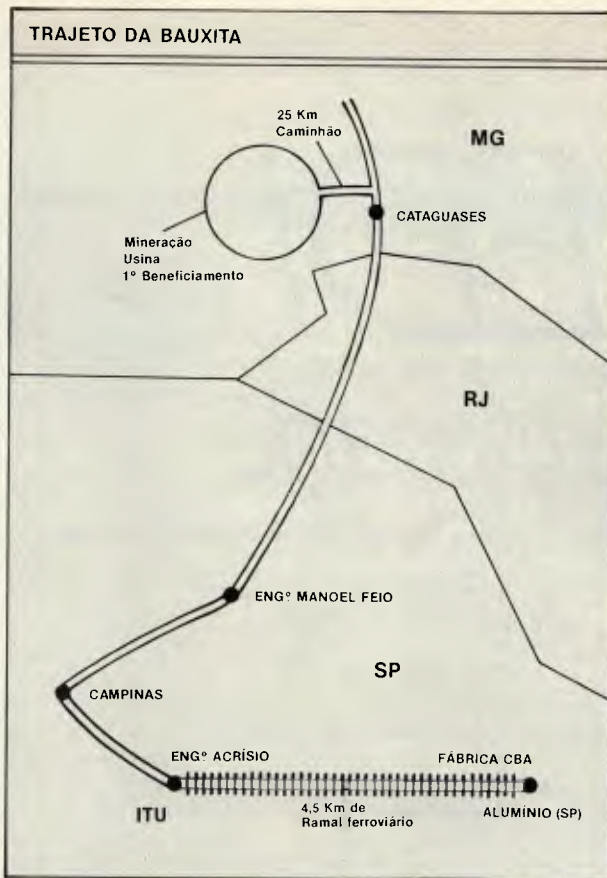 TRAJETO DA BAUXITA
25 Km
Caminhão
MG
CATAGUASES
Mineração
Usina
1º Beneficiamento
RJ
ENGº MANOEL FEIO
SP
CAMPINAS
ENGº ACRÍSIO
FÁBRICA CBA
ITU
4,5 Km de
Ramal ferroviário
ALUMÍNIO (SP)